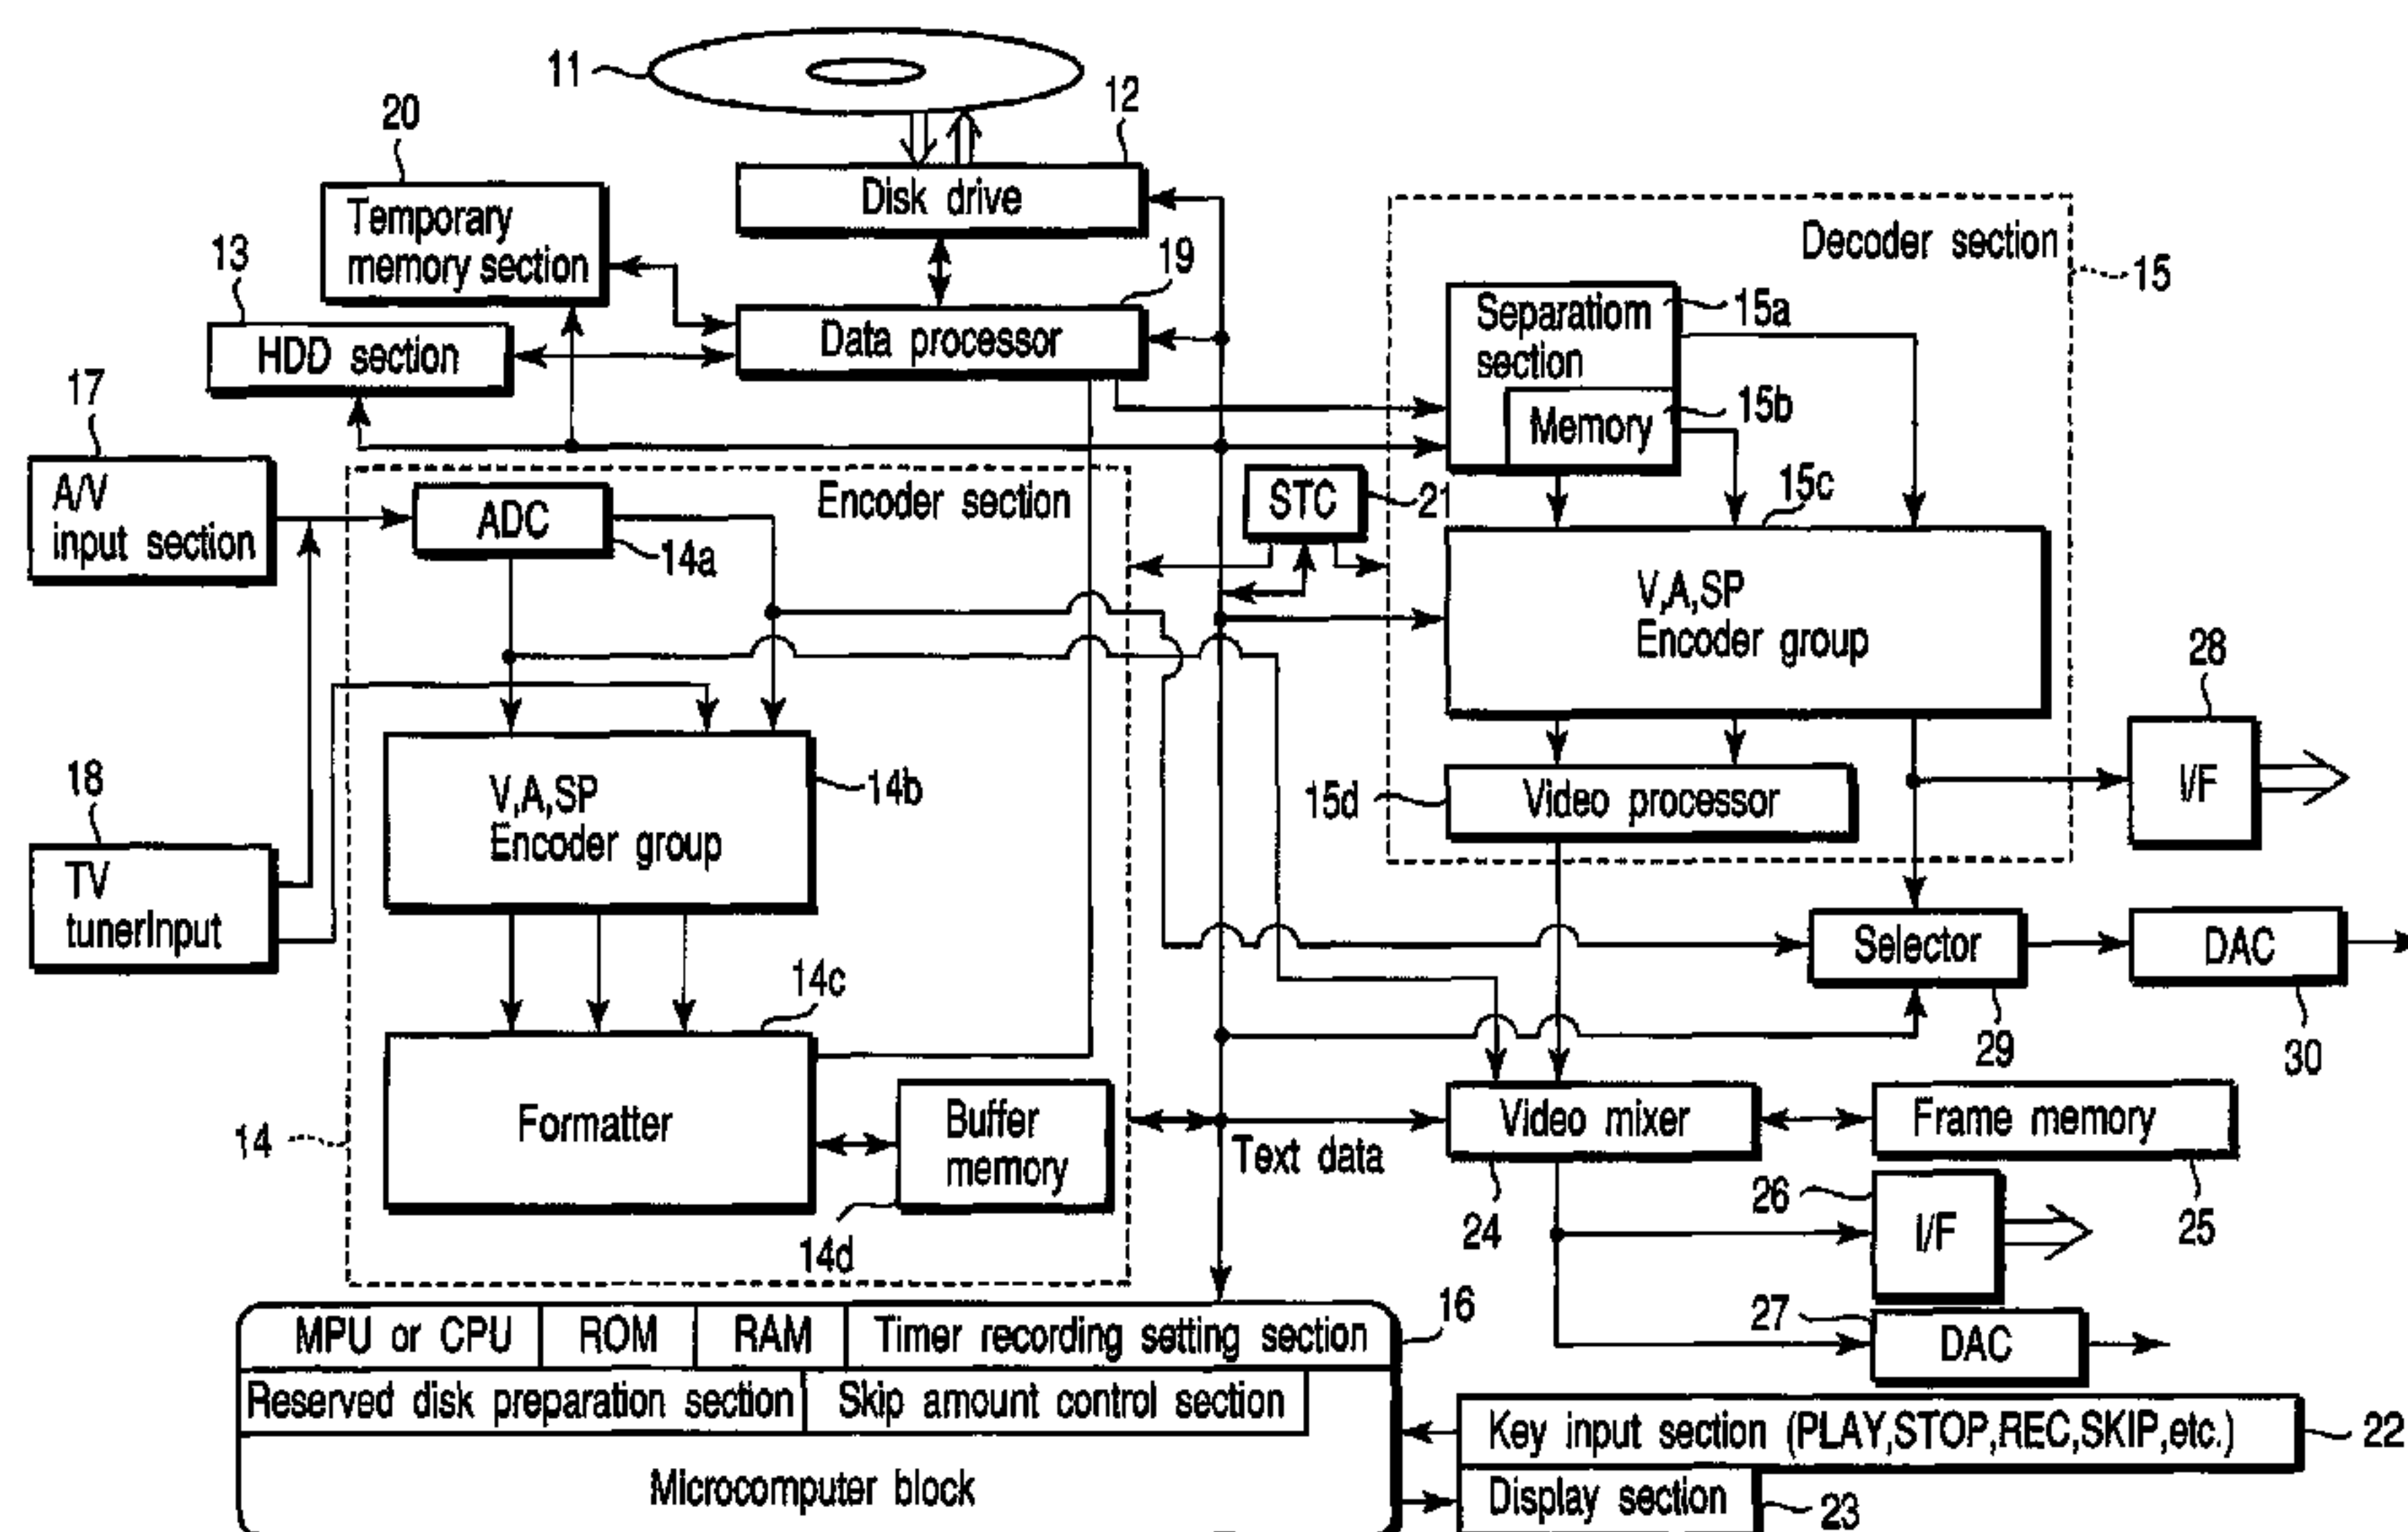 11
12
20
Disk drive
Temporary
memory section
13
19
Decoder section
15
HDD section
Data processor
Separatiom
section
15a
Memory
15b
17
A/V
input section
ADC
14a
Encoder section
STC
21
15c
V,A,SP
Encoder group
28
I/F
18
TV
tunerInput
V,A,SP
Encoder group
14b
15d
Video processor
Selector
29
DAC
30
14c
Formatter
14
Buffer
memory
14d
Text data
Video mixer
24
Frame memory
25
26
I/F
27
DAC
16
MPU or CPU
ROM
RAM
Timer recording setting section
Reserved disk preparation section
Skip amount control section
Microcomputer block
Key input section (PLAY,STOP,REC,SKIP,etc.)
22
Display section
23